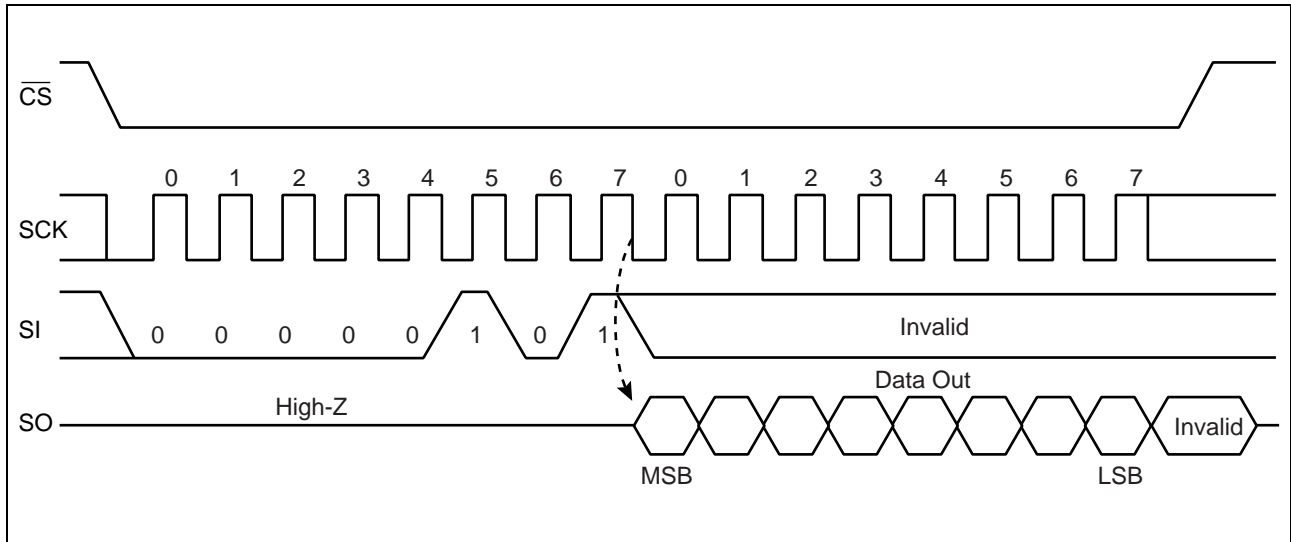 CS
0 1 2 3 4 5 6 7 0 1 2 3 4 5 6 7
SCK
SI 0 0 0 0 0 1 0 1 Invalid
Data Out
High-Z
SO Invalid
MSB LSB